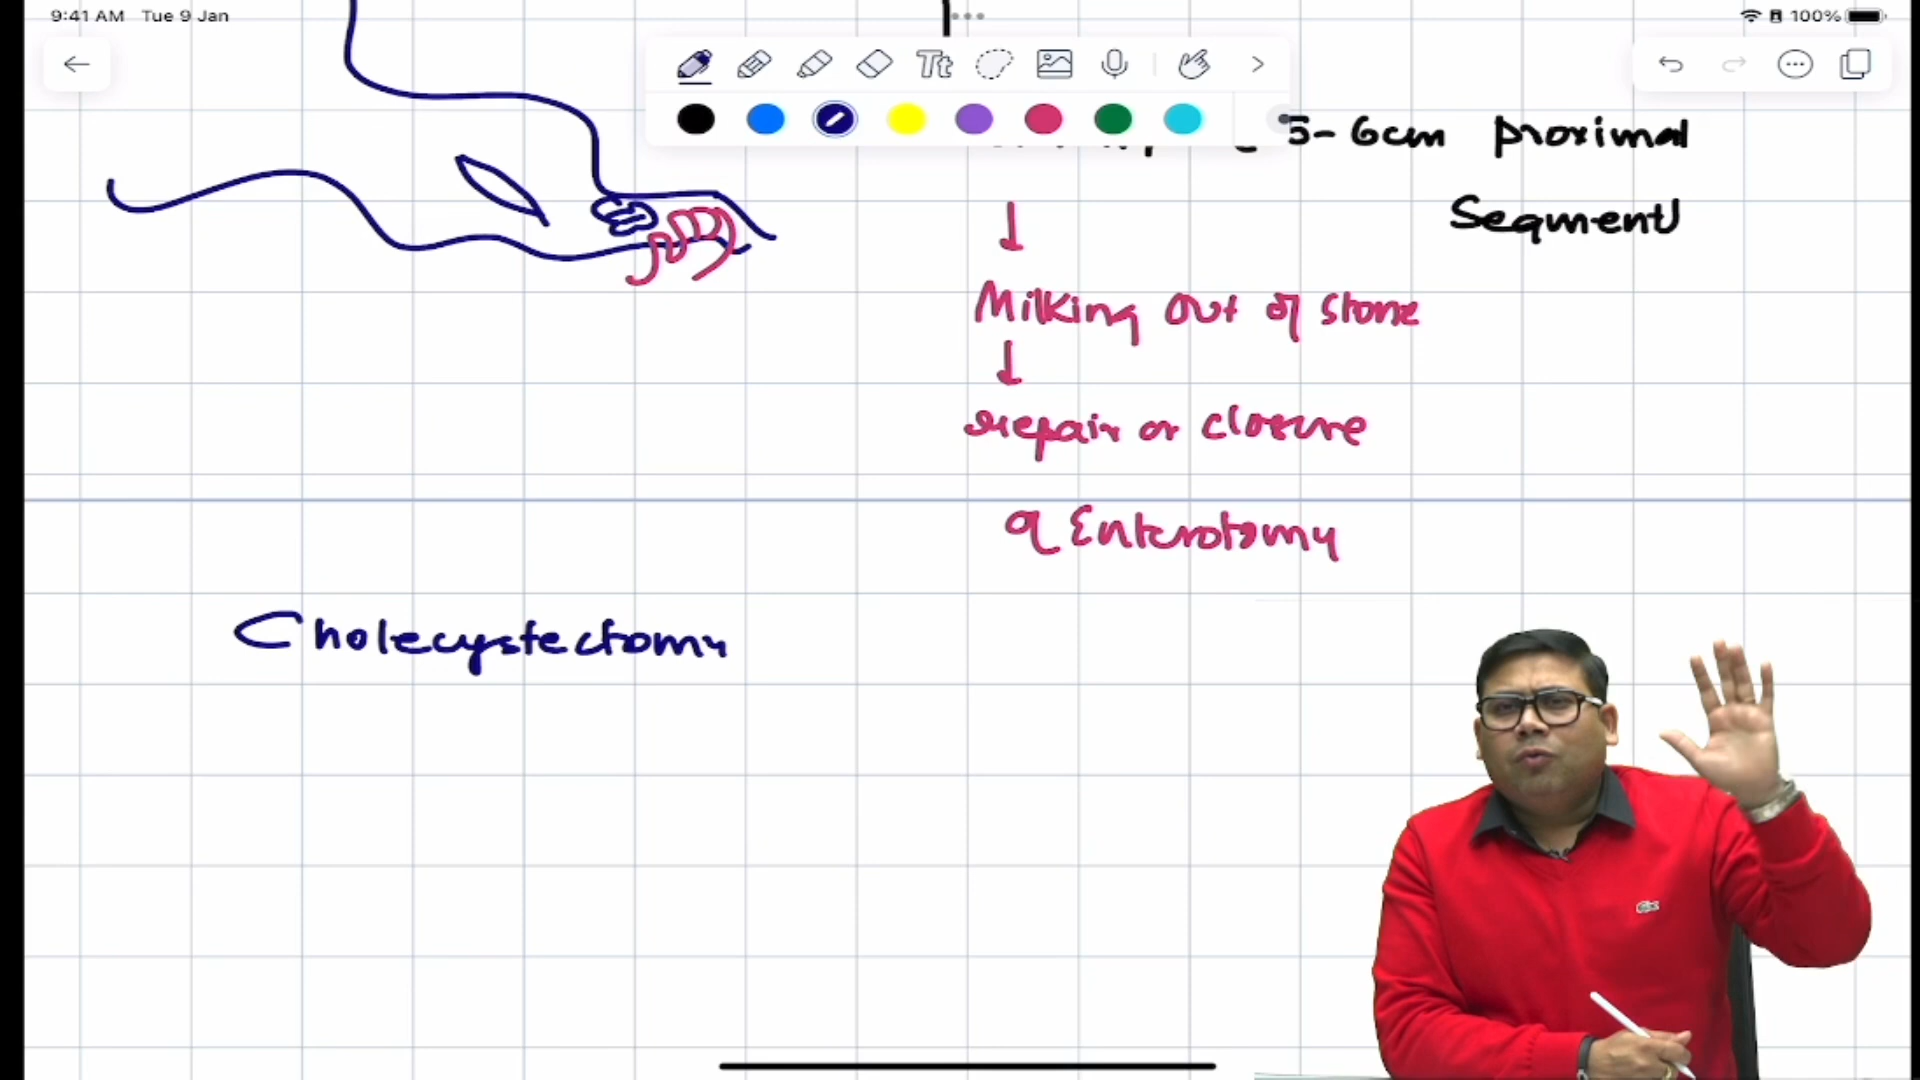 9:41 AM Tue 9 Jan
100%
Tt
5-6cm proximal
Segment
Milking out of stone
repair or closure
of Enterotomy
Cholecystectomy